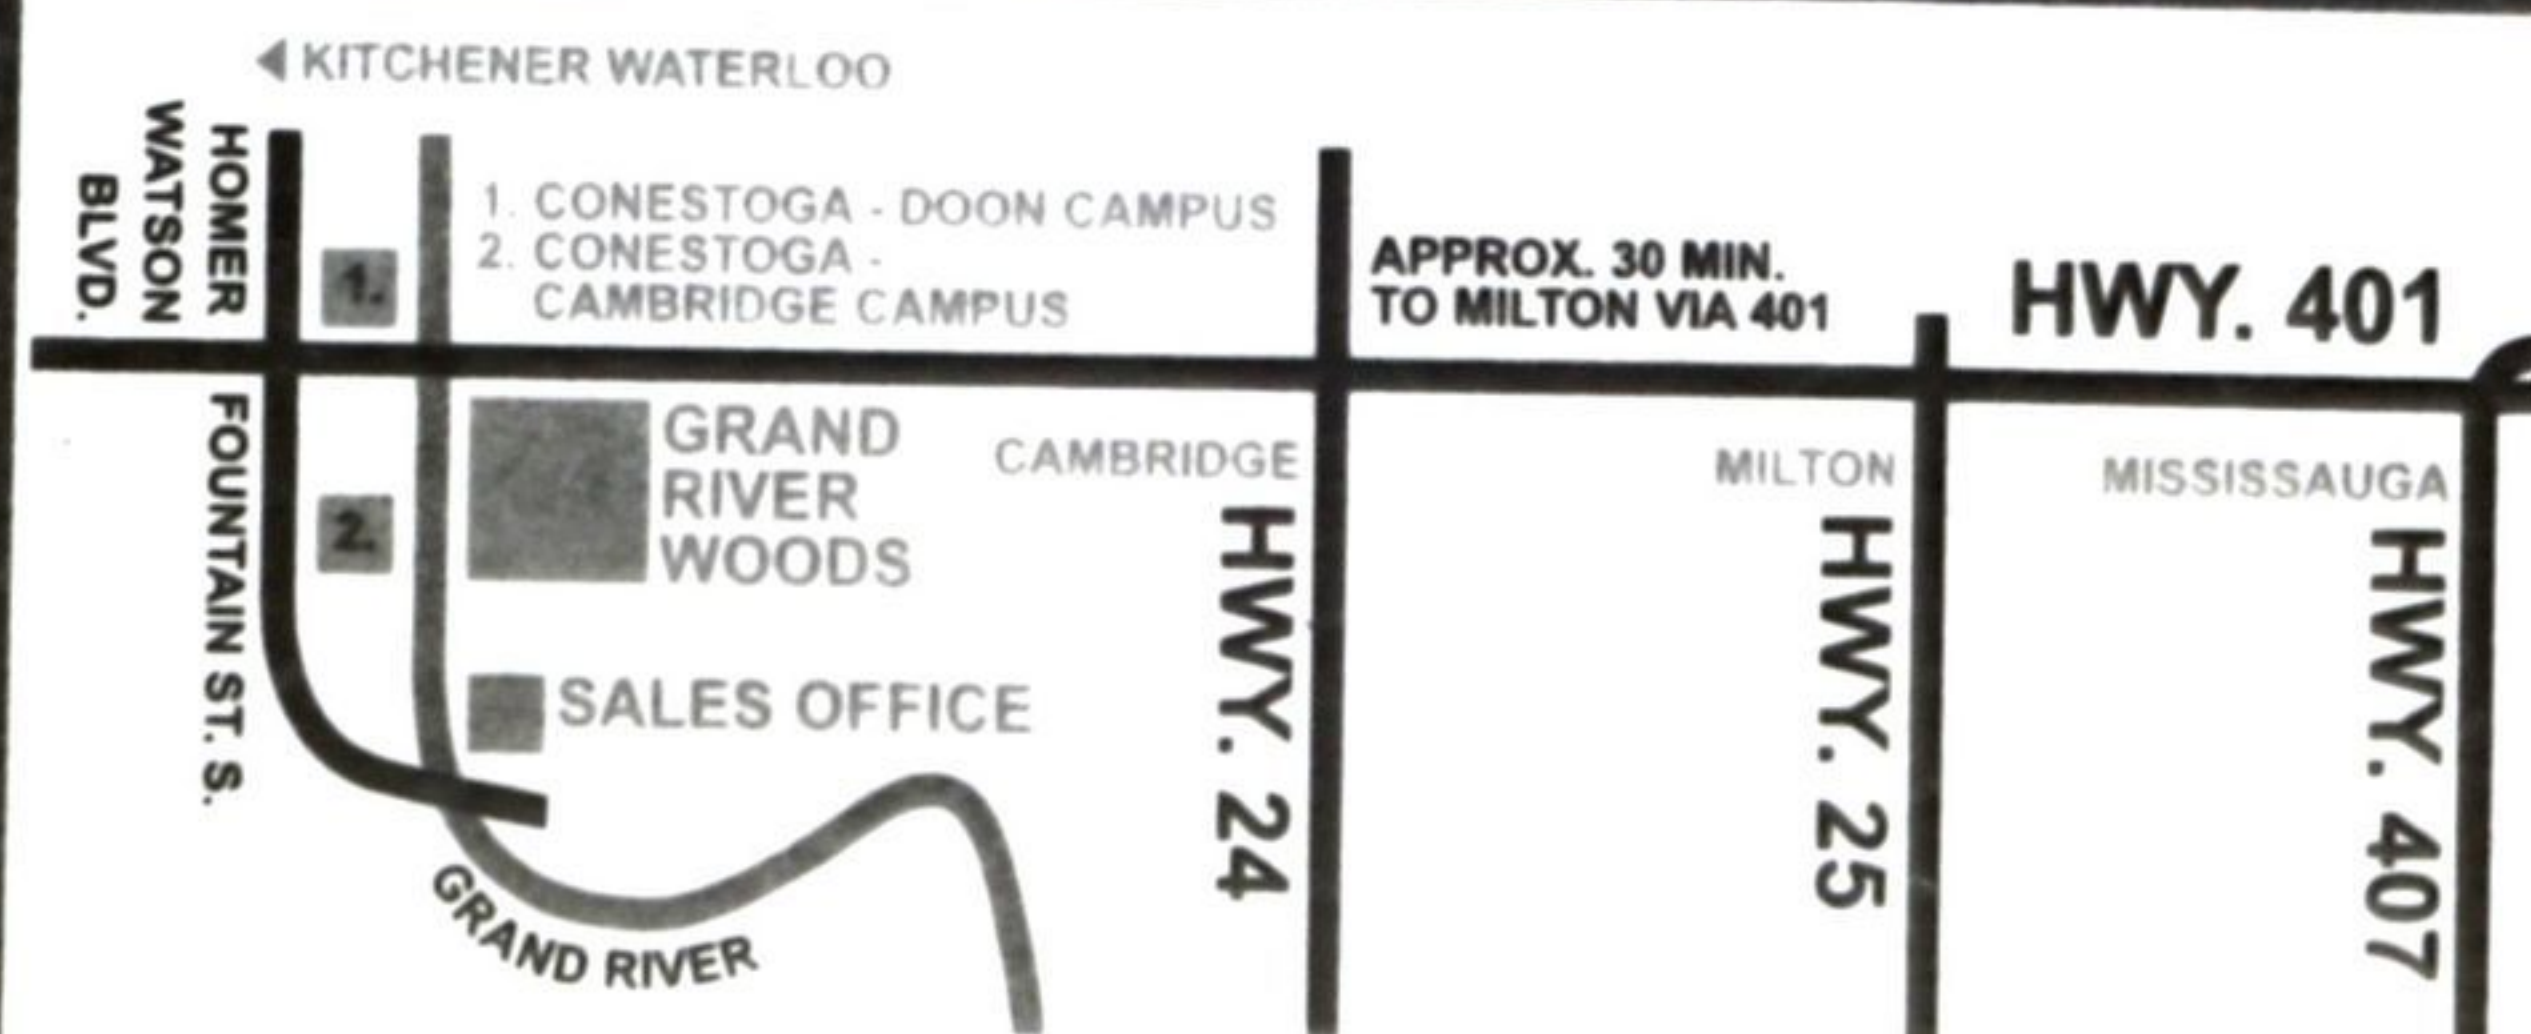 ◀ KITCHENER WATERLOO
HOMER
WATSON
BLVD.
1.
1. CONESTOGA - DOON CAMPUS
2. CONESTOGA -
CAMBRIDGE CAMPUS
APPROX. 30 MIN.
TO MILTON VIA 401
HWY. 401
FOUNTAIN ST. S.
2.
GRAND
RIVER
WOODS
SALES OFFICE
GRAND RIVER
CAMBRIDGE
HWY. 24
MILTON
HWY. 25
MISSISSAUGA
HWY. 407